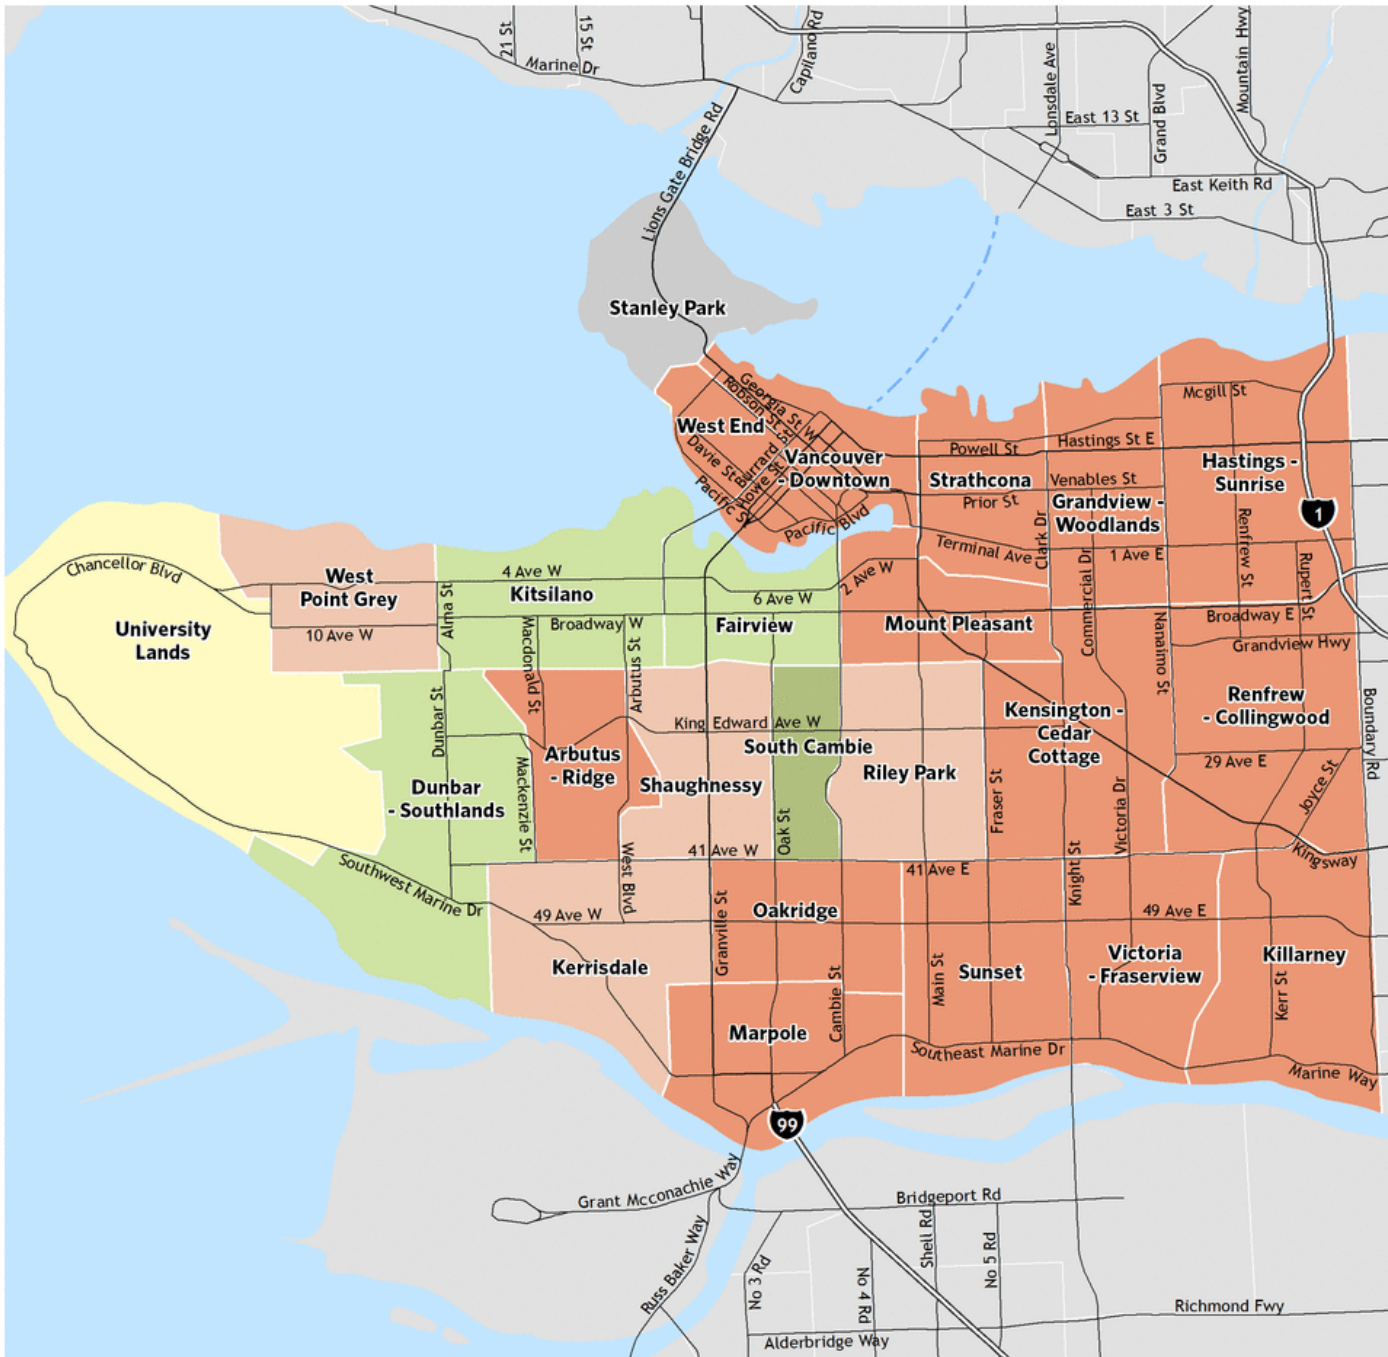 21 St
15 St
Marine Dr
Capilano Rd
Lonsdale Ave
Grand Blvd
Mountain Hwy
East 13 St
East Keith Rd
East 3 St
Lions Gate Bridge Rd
Stanley Park
Georgia St W
Robson St
West End
Davie St
Burrard St
Howe St
Pacific St
Pacific Blvd
Vancouver
- Downtown
Mcgill St
Powell St
Hastings St E
Strathcona
Venables St
Prior St
Grandview -
Woodlands
Hastings -
Sunrise
1
Terminal Ave
Clark Dr
1 Ave E
Commercial Dr
Renfrew St
Rupert St
Nanaimo St
Broadway E
Grandview Hwy
Chancellor Blvd
West
Point Grey
10 Ave W
University
Lands
4 Ave W
Alma St
Kitsilano
Macdonald St
Broadway W
Arbutus St
6 Ave W
2 Ave W
Fairview
Mount Pleasant
Dunbar St
King Edward Ave W
South Cambie
Arbutus
- Ridge
Shaughnessy
Riley Park
Kensington -
Cedar
Cottage
Renfrew
- Collingwood
Boundary Rd
29 Ave E
Joyce St
Kingsway
Dunbar
- Southlands
Mackenzie St
Oak St
Fraser St
Victoria Dr
41 Ave W
41 Ave E
Knight St
Southwest Marine Dr
West Blvd
49 Ave W
Granville St
Oakridge
49 Ave E
Kerrisdale
Cambie St
Main St
Sunset
Victoria
- Fraserview
Killarney
Kerr St
Marpole
Southeast Marine Dr
Marine Way
99
Grant Mcconachie Way
Russ Baker Way
Bridgeport Rd
No 3 Rd
No 4 Rd
Shell Rd
No 5 Rd
Richmond Fwy
Alderbridge Way